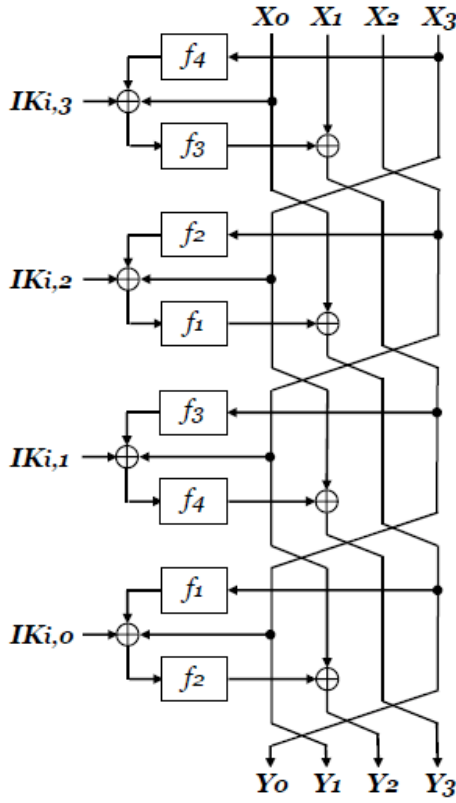 X0 X1 X2 X3
f4
IKi,3
f3
f2
IKi,2
f1
f3
IKi,1
f4
f1
IKi,0
f2
Y0 Y1 Y2 Y3